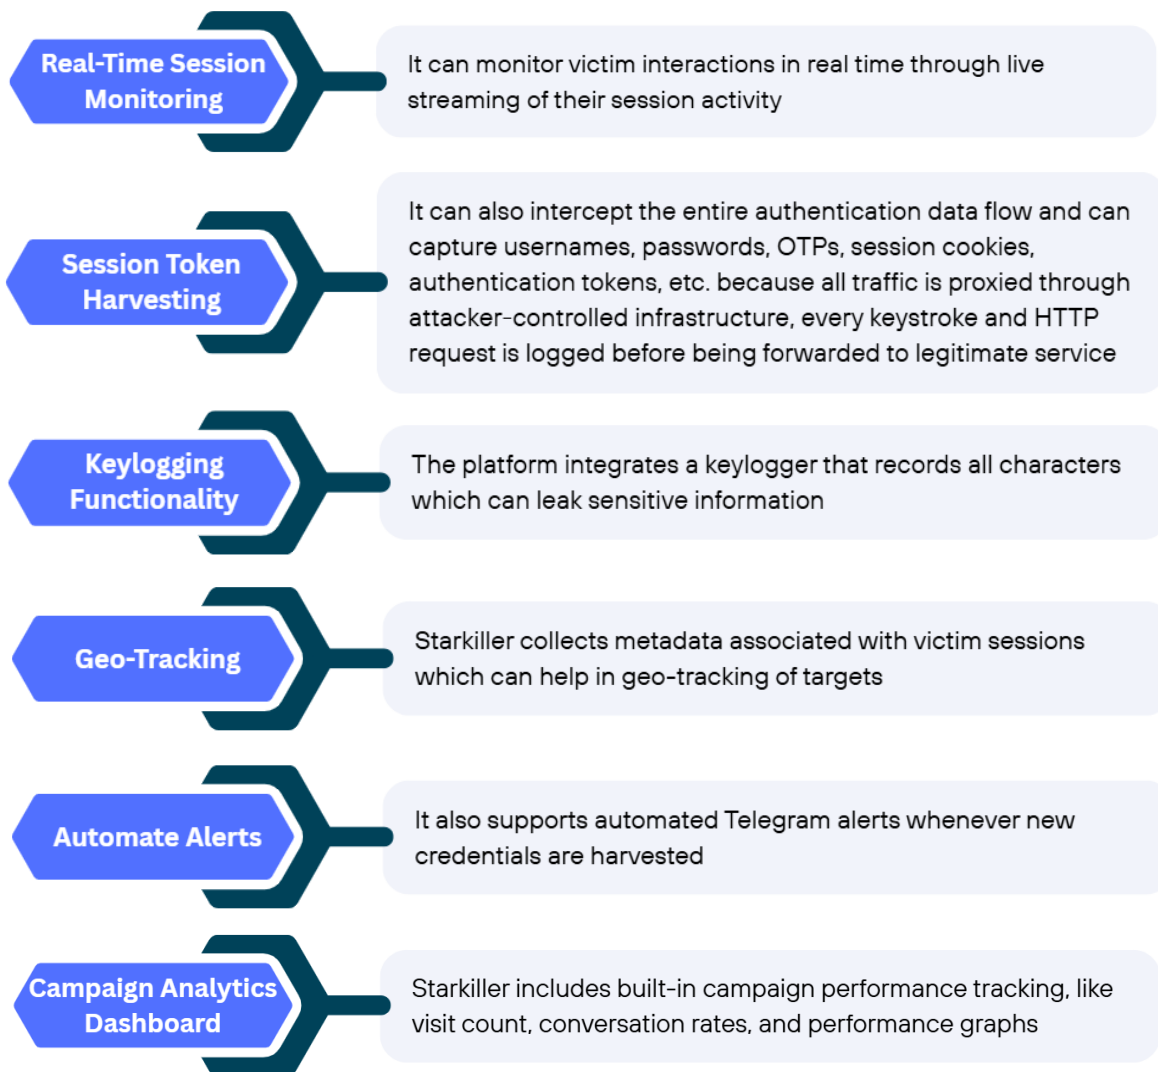 Real-Time Session
Monitoring
It can monitor victim interactions in real time through live
streaming of their session activity
Session Token
Harvesting
It can also intercept the entire authentication data flow and can
capture usernames, passwords, OTPs, session cookies,
authentication tokens, etc. because all traffic is proxied through
attacker-controlled infrastructure, every keystroke and HTTP
request is logged before being forwarded to legitimate service
Keylogging
Functionality
The platform integrates a keylogger that records all characters
which can leak sensitive information
Geo-Tracking
Starkiller collects metadata associated with victim sessions
which can help in geo-tracking of targets
Automate Alerts
It also supports automated Telegram alerts whenever new
credentials are harvested
Campaign Analytics
Dashboard
Starkiller includes built-in campaign performance tracking, like
visit count, conversation rates, and performance graphs